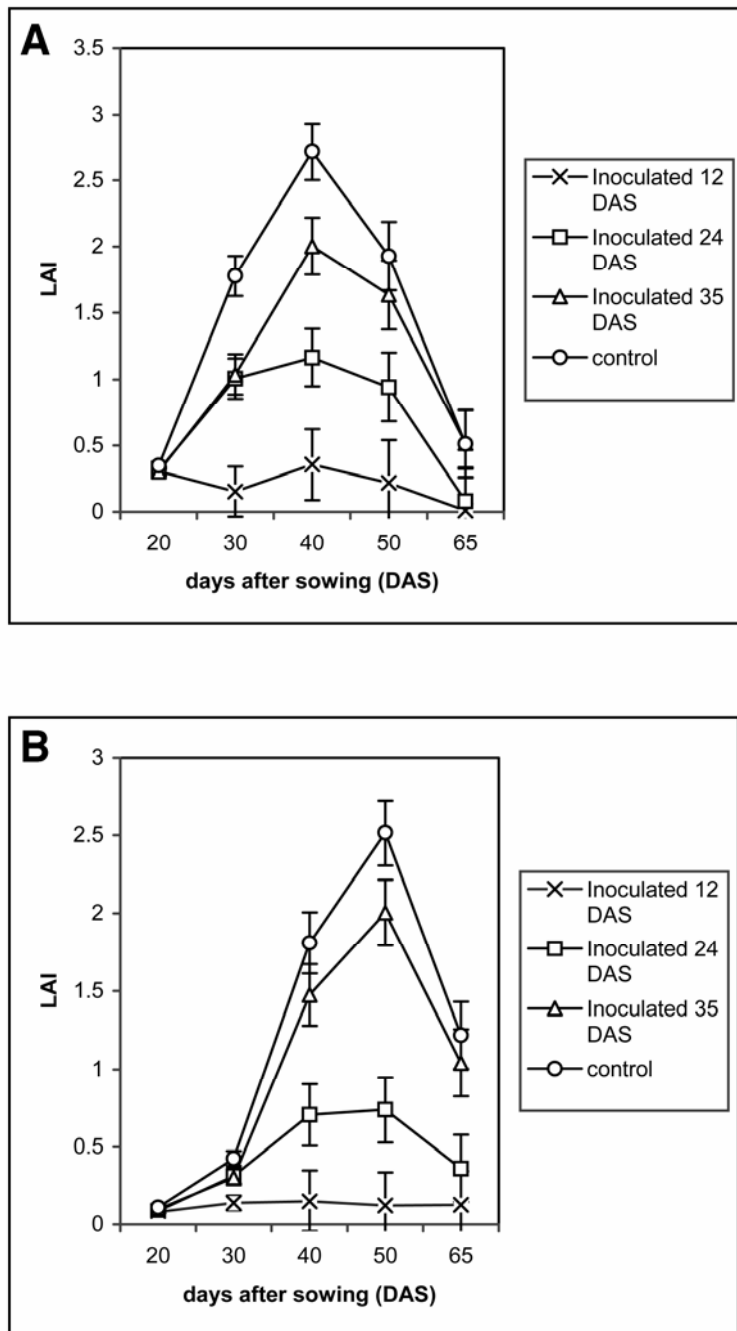 A
3.5
3
2.5
2
1.5
1
0.5
0
LAI
20 30 40 50 65
days after sowing (DAS)
Inoculated 12
DAS
Inoculated 24
DAS
Inoculated 35
DAS
control
B
3
2.5
2
1.5
1
0.5
0
LAI
20 30 40 50 65
days after sowing (DAS)
Inoculated 12
DAS
Inoculated 24
DAS
Inoculated 35
DAS
control